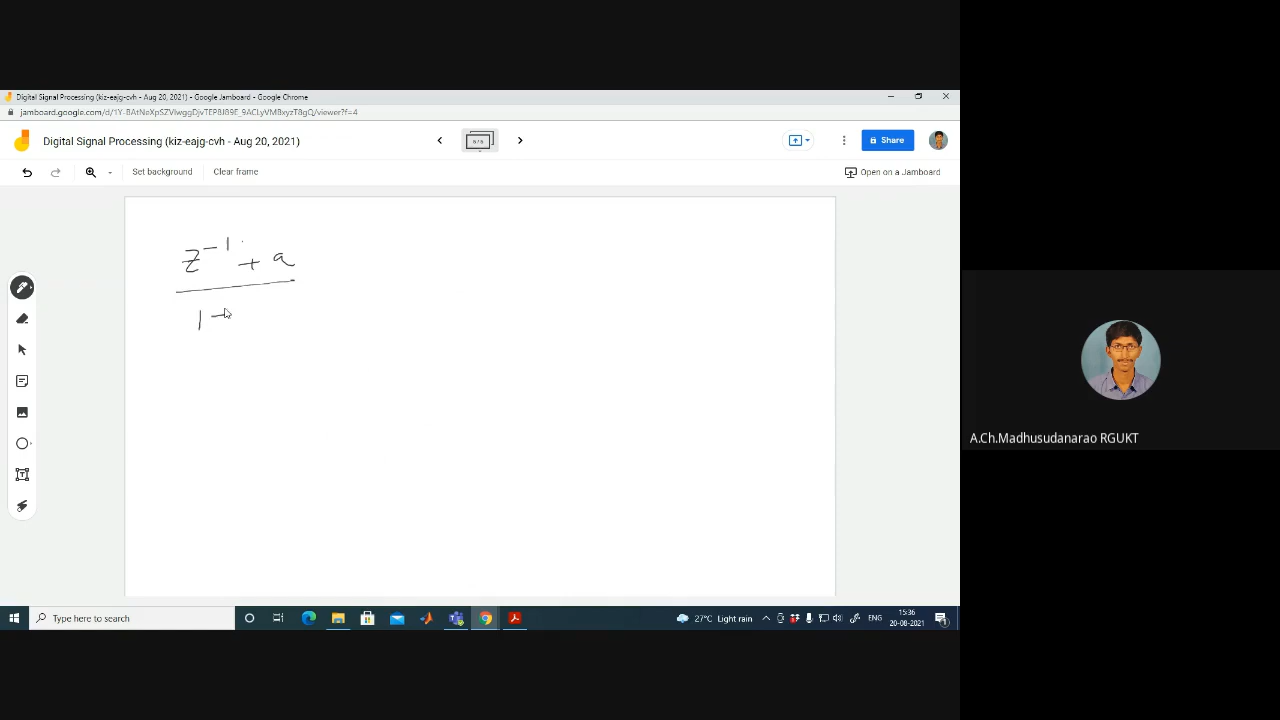 Digital Signal Processing (kiz-eajg-cvh - Aug 20, 2021) - Google Jamboard - Google Chrome
Digital Signal Processing (kiz-eajg-cvh - Aug 20, 2021)
Share
Set background
Clear frame
Open on a Jamboard
z⁻¹ + a
1 -
A.Ch.Madhusudanarao RGUKT
Type here to search
27°C Light rain
ENG
15:36
20-08-2021